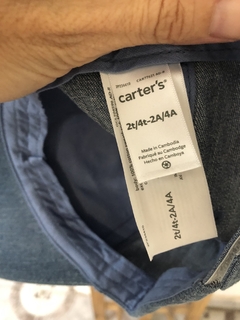 carter's
2t/4t-2A/4A
Made in Cambodia
Fabriqué au Cambodge
Hecho en Camboya
2t/4t-2A/4A